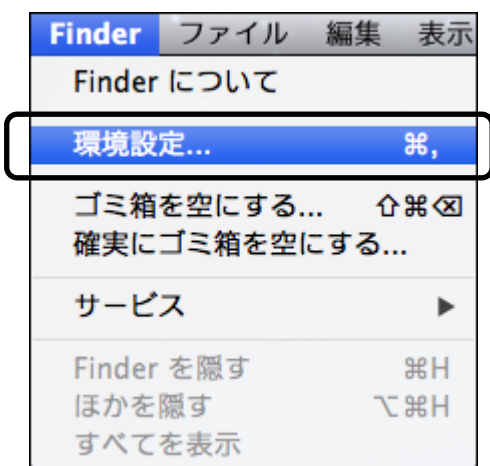 Finder ファイル 編集 表示
Finder について
環境設定... ⌘,
ゴミ箱を空にする... ⇧⌘⌫
確実にゴミ箱を空にする...
サービス ▶
Finder を隠す ⌘H
ほかを隠す ⌥⌘H
すべてを表示